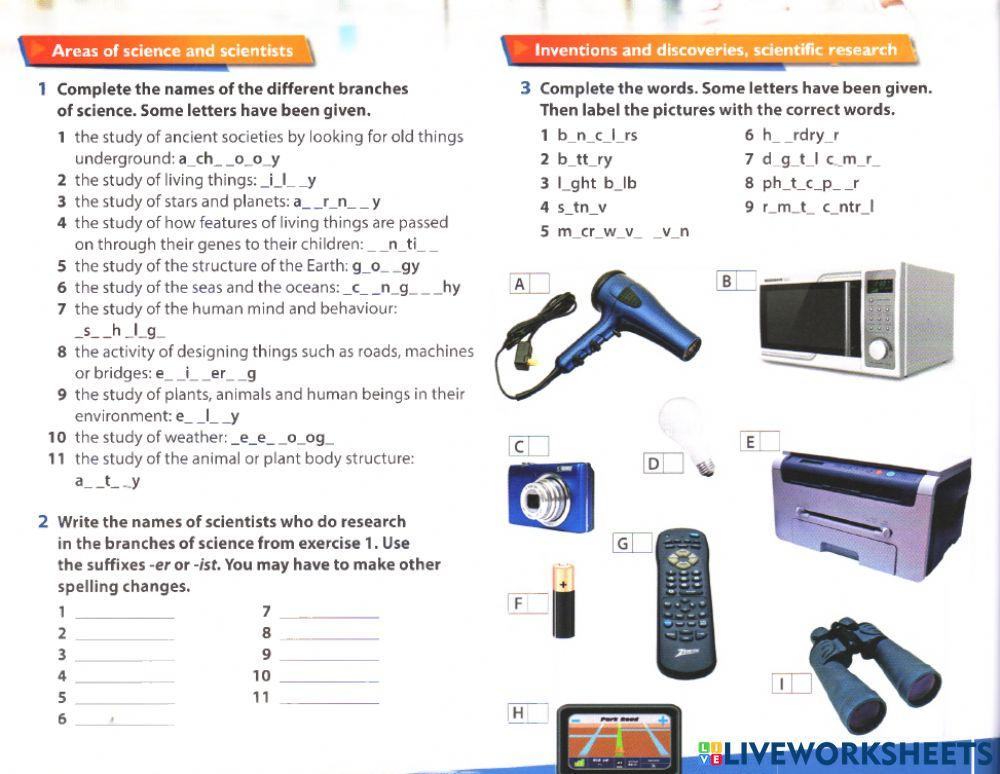 Areas of science and scientists
1 Complete the names of the different branches
of science. Some letters have been given.
1 the study of ancient societies by looking for old things
underground: a_ch_ _o_o_y
2 the study of living things: _i_l_ _y
3 the study of stars and planets: a_ _r_n_ _y
4 the study of how features of living things are passed
on through their genes to their children: _ _n_ti_ _
5 the study of the structure of the Earth: g_o_ _gy
6 the study of the seas and the oceans: _c_ _n_g_ _ _hy
7 the study of the human mind and behaviour:
_s_ _h_l_g_
8 the activity of designing things such as roads, machines
or bridges: e_ _i_ _er_ _g
9 the study of plants, animals and human beings in their
environment: e_ _l_ _y
10 the study of weather: _e_e_ _o_og_
11 the study of the animal or plant body structure:
a_ _t_ _y
2 Write the names of scientists who do research
in the branches of science from exercise 1. Use
the suffixes -er or -ist. You may have to make other
spelling changes.
1 ____________
2 ____________
3 ____________
4 ____________
5 ____________
6 ____________
7 ____________
8 ____________
9 ____________
10 ____________
11 ____________
Inventions and discoveries, scientific research
3 Complete the words. Some letters have been given.
Then label the pictures with the correct words.
1 b_n_c_l_rs
2 b_tt_ry
3 l_ght b_lb
4 s_tn_v
5 m_cr_w_v_ _v_n
6 h_ _rdry_r
7 d_g_t_l c_m_r_
8 ph_t_c_p_ _r
9 r_m_t_ c_ntr_l
A
B
C
D
E
G
F
ZENITH
I
H
Park Road
LIVEWORKSHEETS